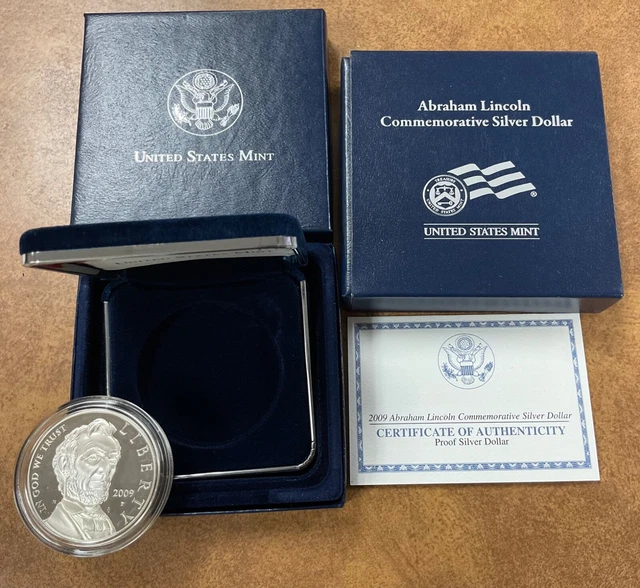 UNITED STATES MINT
Abraham Lincoln
Commemorative Silver Dollar
UNITED STATES MINT
2009 Abraham Lincoln Commemorative Silver Dollar
CERTIFICATE OF AUTHENTICITY
Proof Silver Dollar
IN GOD WE TRUST
LIBERTY
2009
P